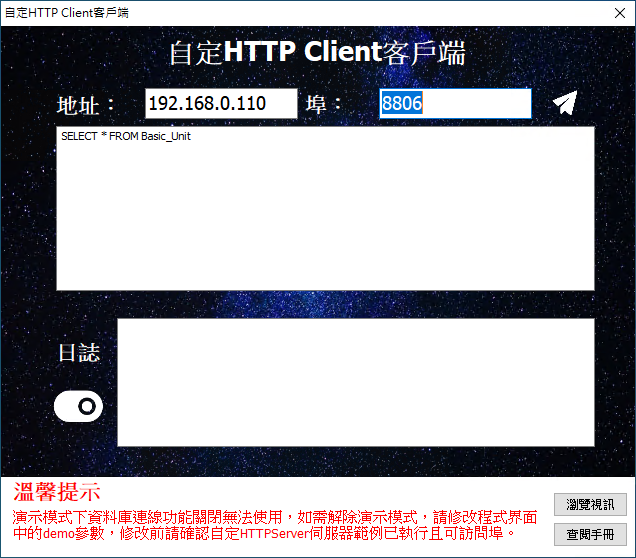 自定HTTP Client客戶端
自定HTTP Client客戶端
地址： 192.168.0.110 埠： 8806
SELECT * FROM Basic_Unit
日誌
溫馨提示
演示模式下資料庫連線功能關閉無法使用，如需解除演示模式，請修改程式界面
中的demo參數，修改前請確認自定HTTPServer伺服器範例已執行且可訪問埠。
瀏覽視訊
查閱手冊